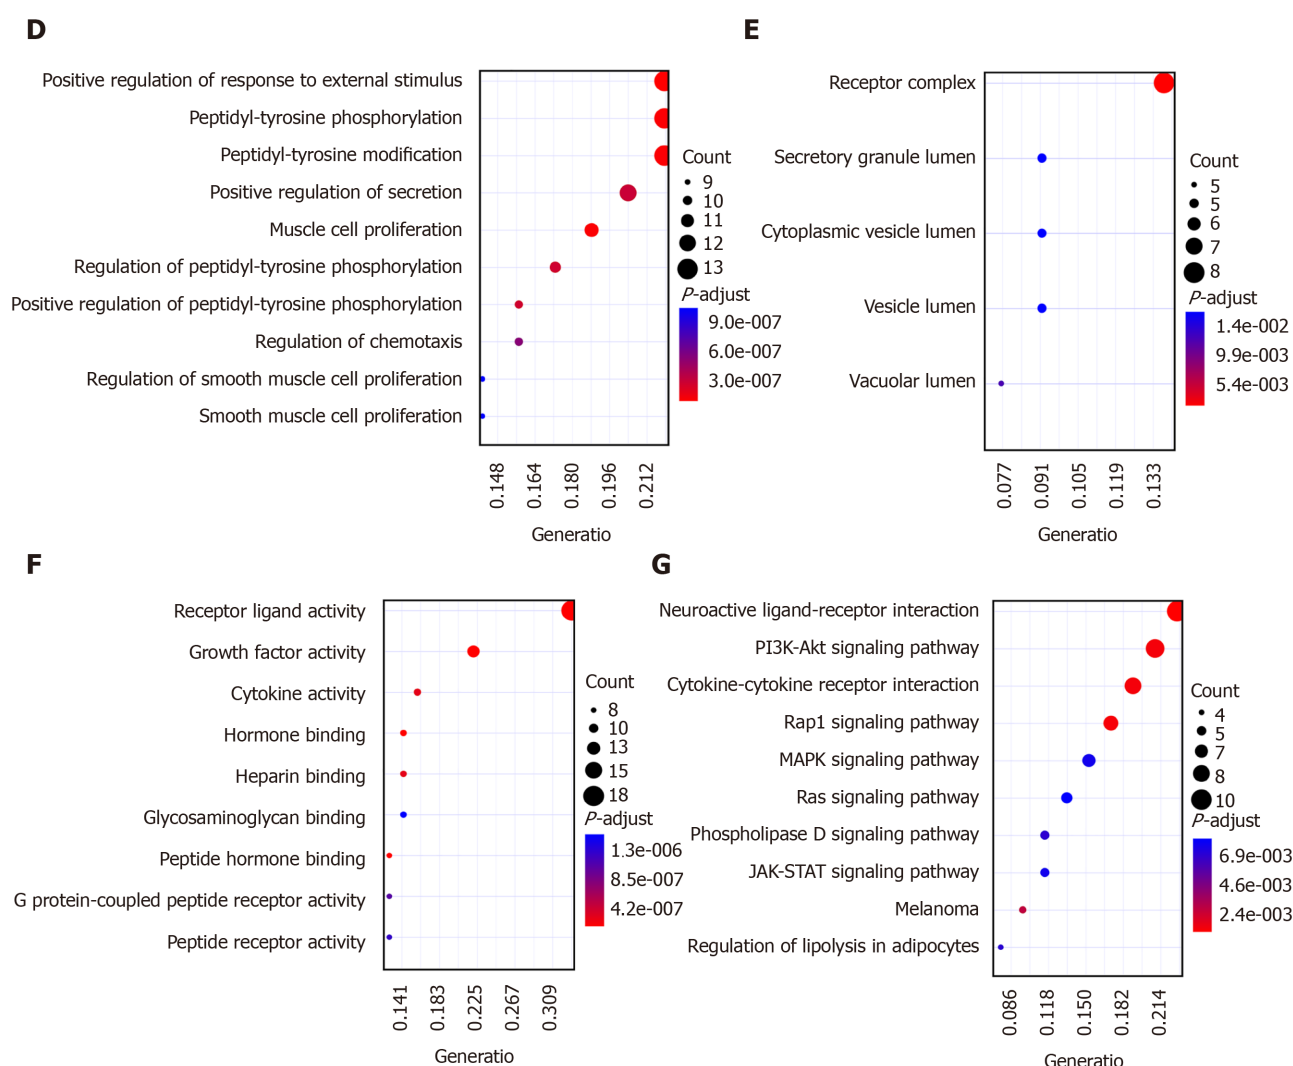 D
Positive regulation of response to external stimulus
Peptidyl-tyrosine phosphorylation
Peptidyl-tyrosine modification
Positive regulation of secretion
Muscle cell proliferation
Regulation of peptidyl-tyrosine phosphorylation
Positive regulation of peptidyl-tyrosine phosphorylation
Regulation of chemotaxis
Regulation of smooth muscle cell proliferation
Smooth muscle cell proliferation
0.148 0.164 0.180 0.196 0.212
Generatio
Count
9
10
11
12
13
P-adjust
9.0e-007
6.0e-007
3.0e-007
E
Receptor complex
Secretory granule lumen
Cytoplasmic vesicle lumen
Vesicle lumen
Vacuolar lumen
0.077 0.091 0.105 0.119 0.133
Generatio
Count
5
5
6
7
8
P-adjust
1.4e-002
9.9e-003
5.4e-003
F
Receptor ligand activity
Growth factor activity
Cytokine activity
Hormone binding
Heparin binding
Glycosaminoglycan binding
Peptide hormone binding
G protein-coupled peptide receptor activity
Peptide receptor activity
0.141 0.183 0.225 0.267 0.309
Generatio
Count
8
10
13
15
18
P-adjust
1.3e-006
8.5e-007
4.2e-007
G
Neuroactive ligand-receptor interaction
PI3K-Akt signaling pathway
Cytokine-cytokine receptor interaction
Rap1 signaling pathway
MAPK signaling pathway
Ras signaling pathway
Phospholipase D signaling pathway
JAK-STAT signaling pathway
Melanoma
Regulation of lipolysis in adipocytes
0.086 0.118 0.150 0.182 0.214
Generatio
Count
4
5
7
8
10
P-adjust
6.9e-003
4.6e-003
2.4e-003